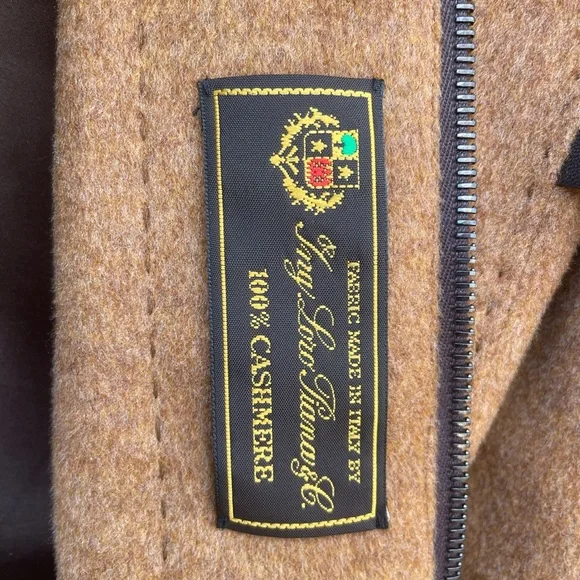 FABRIC MADE IN ITALY BY
Ing. Loro Piana & C.
100% CASHMERE